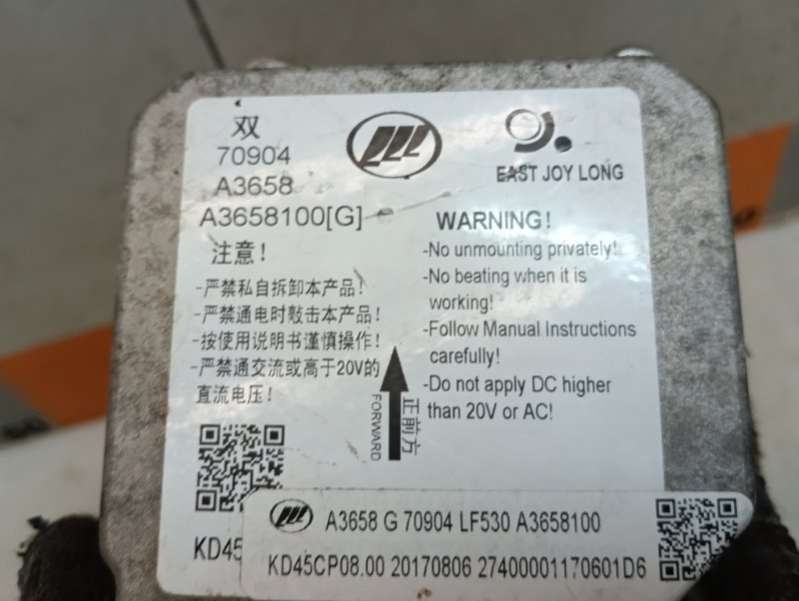 双
70904
A3658
A3658100[G]
EAST JOY LONG
注意！
-严禁私自拆卸本产品！
-严禁通电时敲击本产品！
-按使用说明书谨慎操作！
-严禁通交流或高于20V的
直流电压！
WARNING!
-No unmounting privately!
-No beating when it is
working!
-Follow Manual Instructions
carefully!
-Do not apply DC higher
than 20V or AC!
FORWARD
正前方
KD45
A3658 G 70904 LF530 A3658100
KD45CP08.00 20170806 27400001170601D6